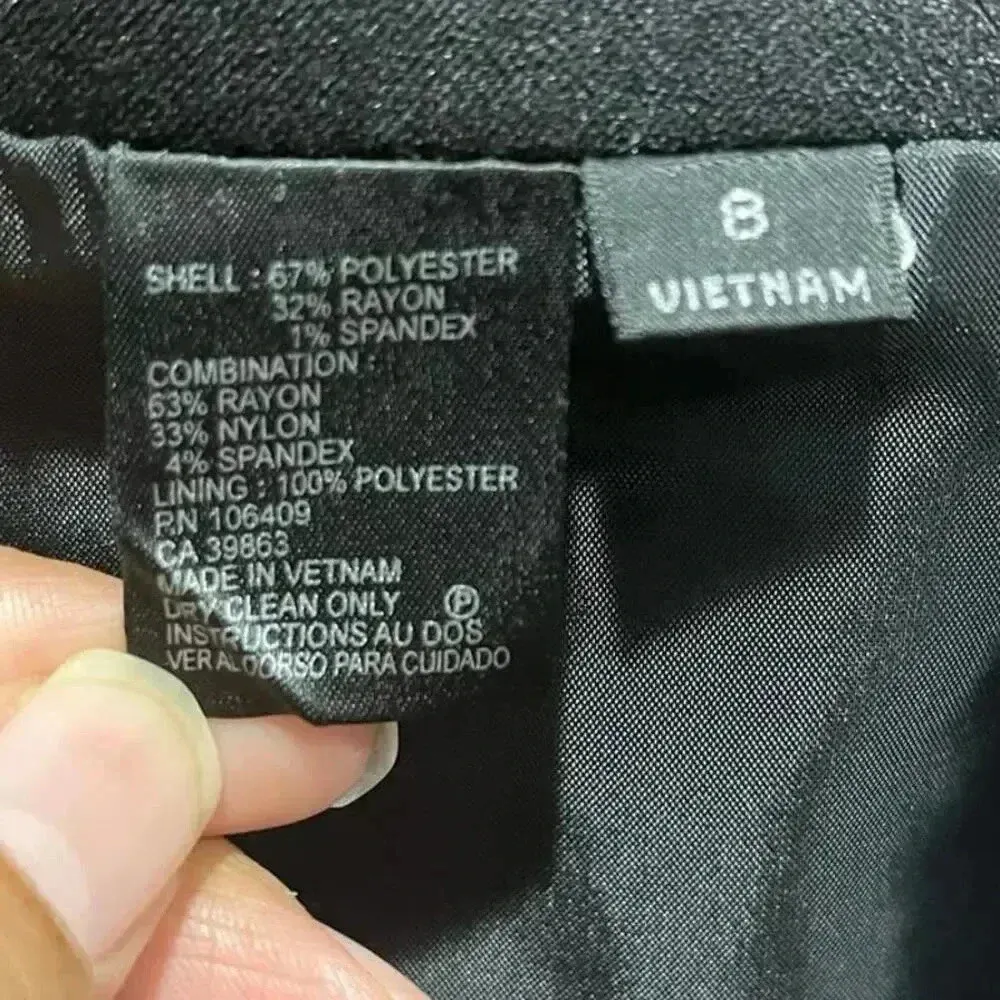 SHELL : 67% POLYESTER
32% RAYON
1% SPANDEX
COMBINATION :
63% RAYON
33% NYLON
4% SPANDEX
LINING : 100% POLYESTER
RN 106409
CA 39863
MADE IN VETNAM
DRY CLEAN ONLY Ⓟ
INSTRUCTIONS AU DOS
VER AL DORSO PARA CUIDADO
8
VIETNAM